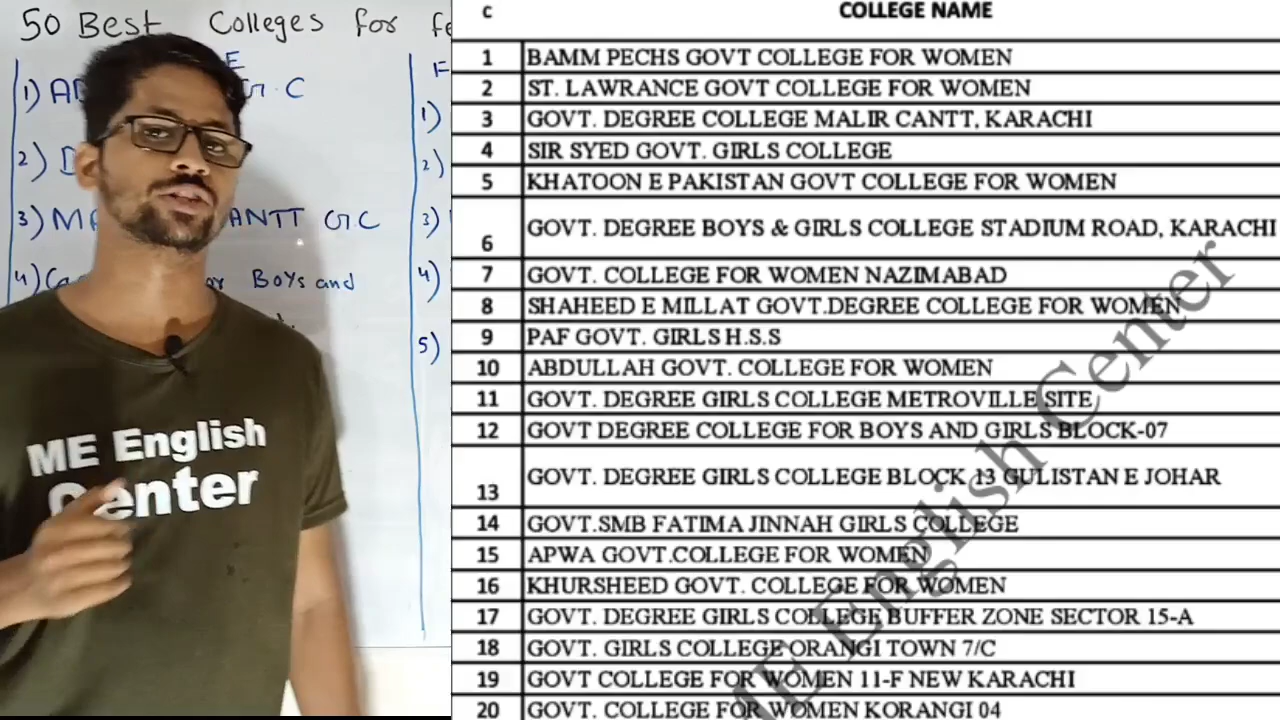 50 Best Colleges for
E
1) G.C
F
1)
2)
2)
3) ANTT G.C
3)
4) Boys and
4)
5)
ME English
Center
C COLLEGE NAME
1 BAMM PECHS GOVT COLLEGE FOR WOMEN
2 ST. LAWRANCE GOVT COLLEGE FOR WOMEN
3 GOVT. DEGREE COLLEGE MALIR CANTT, KARACHI
4 SIR SYED GOVT. GIRLS COLLEGE
5 KHATOON E PAKISTAN GOVT COLLEGE FOR WOMEN
6 GOVT. DEGREE BOYS & GIRLS COLLEGE STADIUM ROAD, KARACHI
7 GOVT. COLLEGE FOR WOMEN NAZIMABAD
8 SHAHEED E MILLAT GOVT.DEGREE COLLEGE FOR WOMEN
9 PAF GOVT. GIRLS H.S.S
10 ABDULLAH GOVT. COLLEGE FOR WOMEN
11 GOVT. DEGREE GIRLS COLLEGE METROVILLE SITE
12 GOVT DEGREE COLLEGE FOR BOYS AND GIRLS BLOCK-07
13 GOVT. DEGREE GIRLS COLLEGE BLOCK 13 GULISTAN E JOHAR
14 GOVT.SMB FATIMA JINNAH GIRLS COLLEGE
15 APWA GOVT.COLLEGE FOR WOMEN
16 KHURSHEED GOVT. COLLEGE FOR WOMEN
17 GOVT. DEGREE GIRLS COLLEGE BUFFER ZONE SECTOR 15-A
18 GOVT. GIRLS COLLEGE ORANGI TOWN 7/C
19 GOVT COLLEGE FOR WOMEN 11-F NEW KARACHI
20 GOVT. COLLEGE FOR WOMEN KORANGI 04
ME English Center